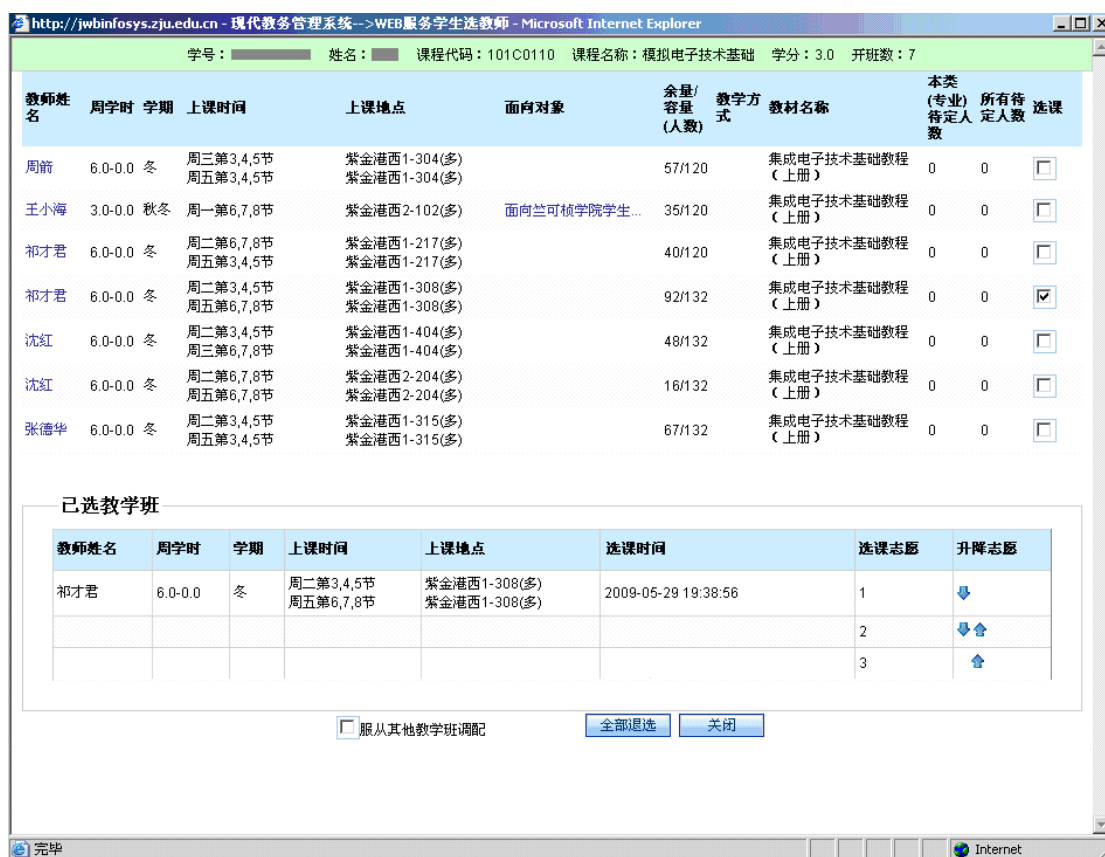 http://jwbinfosys.zju.edu.cn - 现代教务管理系统-->WEB服务学生选教师 - Microsoft Internet Explorer
学号： 姓名： 课程代码：101C0110 课程名称：模拟电子技术基础 学分：3.0 开班数：7
教师姓名 周学时 学期 上课时间 上课地点 面向对象 余量/容量(人数) 教学方式 教材名称 本类(专业)待定人数 所有待定人数 选课
周箭 6.0-0.0 冬 周三第3,4,5节 紫金港西1-304(多) 57/120 集成电子技术基础教程 0 0
周五第3,4,5节 紫金港西1-304(多) （上册）
王小海 3.0-0.0 秋冬 周一第6,7,8节 紫金港西2-102(多) 面向竺可桢学院学生... 35/120 集成电子技术基础教程 0 0
（上册）
祁才君 6.0-0.0 冬 周二第6,7,8节 紫金港西1-217(多) 40/120 集成电子技术基础教程 0 0
周五第3,4,5节 紫金港西1-217(多) （上册）
祁才君 6.0-0.0 冬 周二第3,4,5节 紫金港西1-308(多) 92/132 集成电子技术基础教程 0 0
周五第6,7,8节 紫金港西1-308(多) （上册）
沈红 6.0-0.0 冬 周二第3,4,5节 紫金港西1-404(多) 48/132 集成电子技术基础教程 0 0
周三第6,7,8节 紫金港西1-404(多) （上册）
沈红 6.0-0.0 冬 周二第6,7,8节 紫金港西2-204(多) 16/132 集成电子技术基础教程 0 0
周五第6,7,8节 紫金港西2-204(多) （上册）
张德华 6.0-0.0 冬 周二第3,4,5节 紫金港西1-315(多) 67/132 集成电子技术基础教程 0 0
周五第3,4,5节 紫金港西1-315(多) （上册）
已选教学班
教师姓名 周学时 学期 上课时间 上课地点 选课时间 选课志愿 升降志愿
祁才君 6.0-0.0 冬 周二第3,4,5节 紫金港西1-308(多) 2009-05-29 19:38:56 1
周五第6,7,8节 紫金港西1-308(多)
2
3
服从其他教学班调配 全部退选 关闭
完毕 Internet